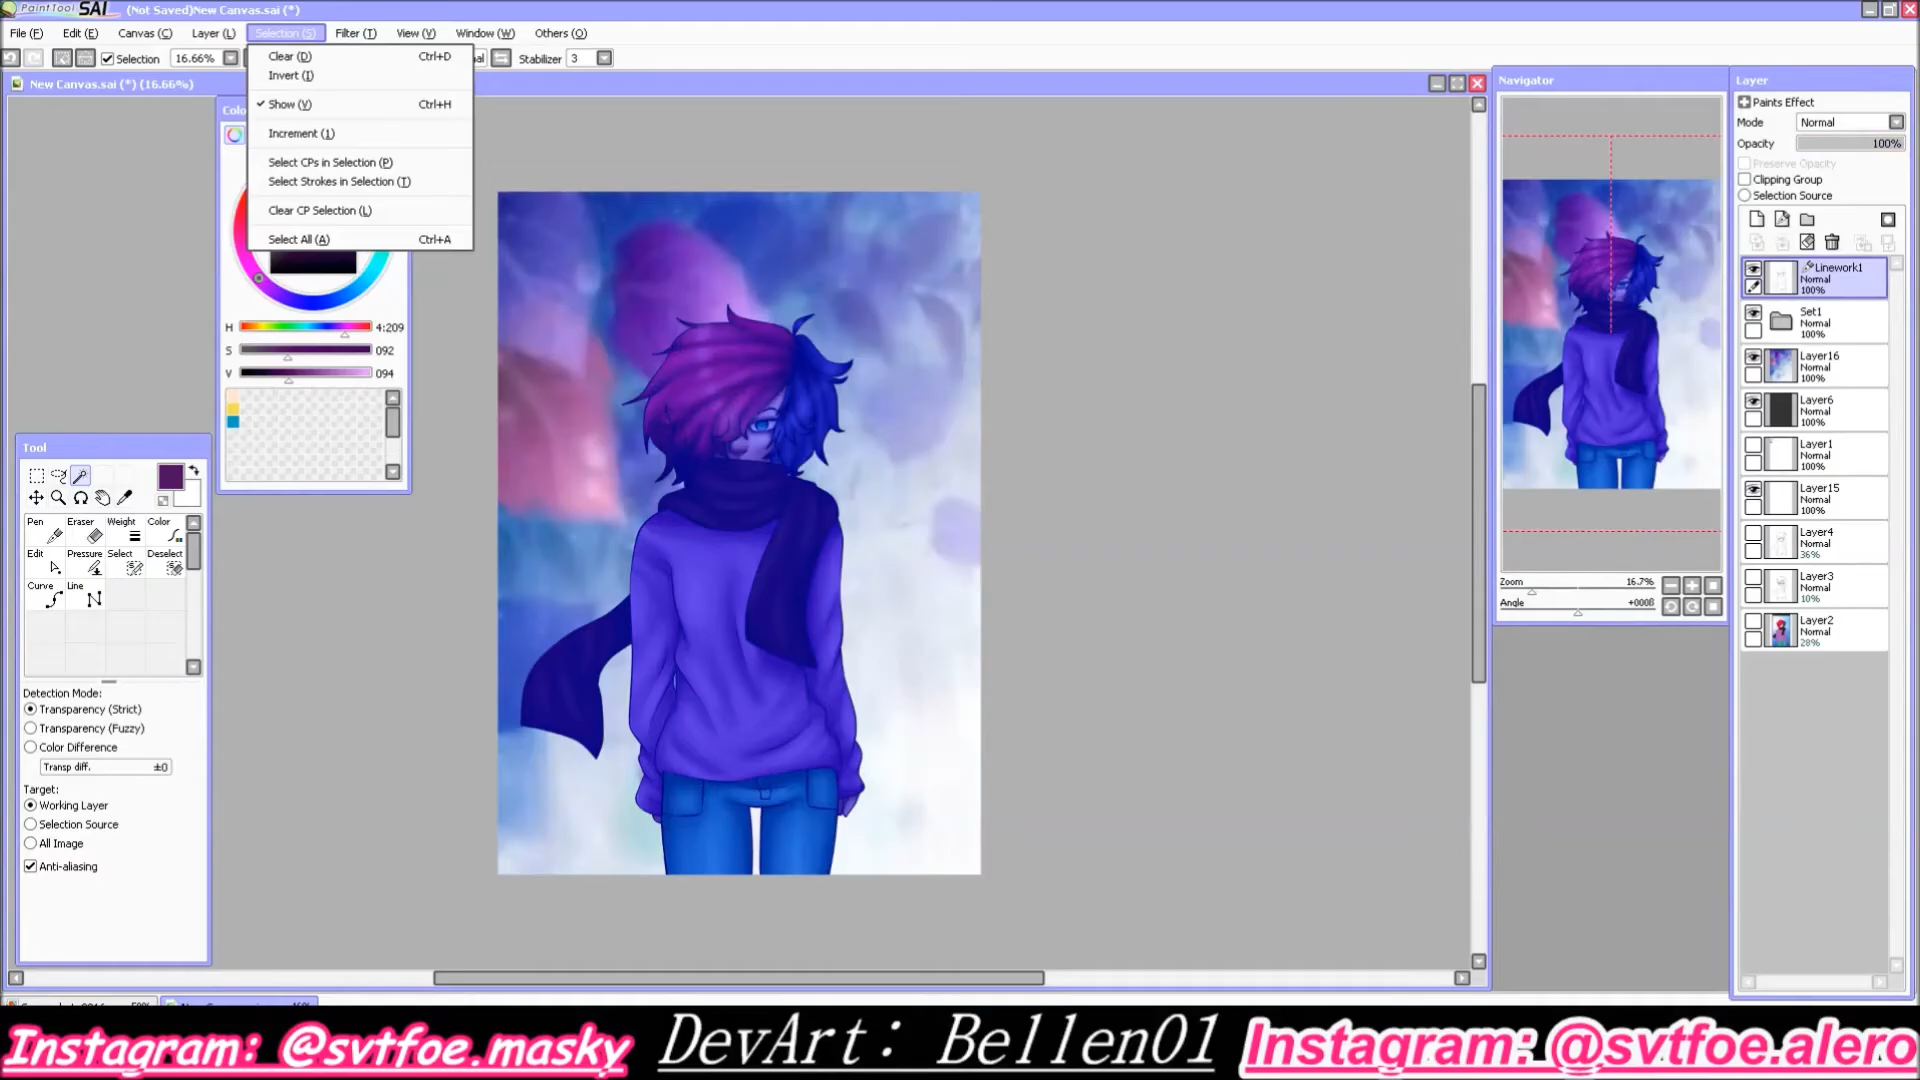 PaintTool SAI (Not Saved)New Canvas.sai (*)
File (F) Edit (E) Canvas (C) Layer (L) Selection (S) Filter (T) View (V) Window (W) Others (O)
Selection 16.66% Stabilizer 3
New Canvas.sai (*) (16.66%)
Clear (D) Ctrl+D
Invert (I)
Show (V) Ctrl+H
Increment (1)
Select CPs in Selection (P)
Select Strokes in Selection (T)
Clear CP Selection (L)
Select All (A) Ctrl+A
H 4:209
S 092
V 094
Tool
Pen Eraser Weight Color
Edit Pressure Select Deselect
Curve Line
Detection Mode:
Transparency (Strict)
Transparency (Fuzzy)
Color Difference
Transp diff. ±0
Target:
Working Layer
Selection Source
All Image
Anti-aliasing
Navigator
Zoom 16.7%
Angle
Layer
Paints Effect
Mode Normal
Opacity 100%
Preserve Opacity
Clipping Group
Selection Source
Linework1
Normal
100%
Set1
Normal
100%
Layer16
Normal
100%
Layer6
Normal
100%
Layer1
Normal
100%
Layer15
Normal
100%
Layer4
Normal
36%
Layer3
Normal
10%
Layer2
Normal
28%
Instagram: @svtfoe.masky DevArt: Bellen01 Instagram: @svtfoe.alero